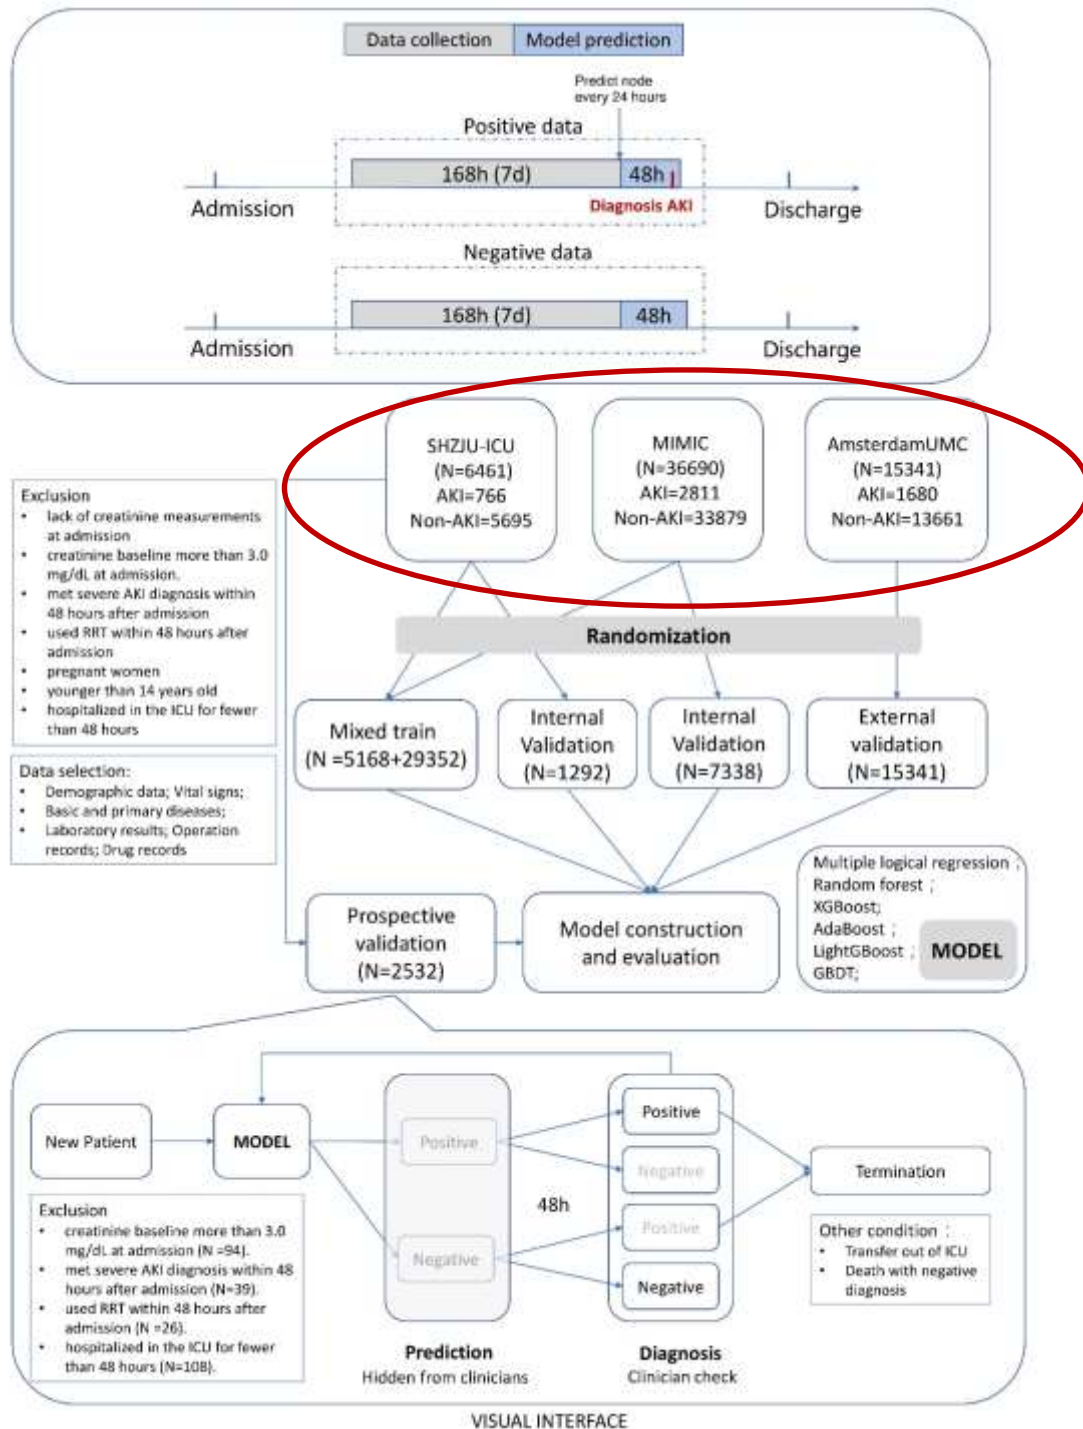 Data collection
Model prediction
Predict node
every 24 hours
Positive data
168h (7d)
48h
Admission
Diagnosis AKI
Discharge
Negative data
168h (7d)
48h
Admission
Discharge
SHZJU-ICU
(N=6461)
AKI=766
Non-AKI=5695
MIMIC
(N=36690)
AKI=2811
Non-AKI=33879
AmsterdamUMC
(N=15341)
AKI=1680
Non-AKI=13661
Exclusion
• lack of creatinine measurements
at admission
• creatinine baseline more than 3.0
mg/dL at admission.
• met severe AKI diagnosis within
48 hours after admission
• used RRT within 48 hours after
admission
• pregnant women
• younger than 14 years old
• hospitalized in the ICU for fewer
than 48 hours
Randomization
Mixed train
(N =5168+29352)
Internal
Validation
(N=1292)
Internal
Validation
(N=7338)
External
validation
(N=15341)
Data selection:
• Demographic data; Vital signs;
• Basic and primary diseases;
• Laboratory results; Operation
records; Drug records
Prospective
validation
(N=2532)
Model construction
and evaluation
Multiple logical regression ;
Random forest ;
XGBoost;
AdaBoost ;
LightGBoost ;
GBDT;
MODEL
New Patient
MODEL
Positive
Negative
48h
Positive
Negative
Positive
Negative
Termination
Exclusion
• creatinine baseline more than 3.0
mg/dL at admission (N =94).
• met severe AKI diagnosis within 48
hours after admission (N=39).
• used RRT within 48 hours after
admission (N =26).
• hospitalized in the ICU for fewer
than 48 hours (N=108).
Other condition :
• Transfer out of ICU
• Death with negative
diagnosis
Prediction
Hidden from clinicians
Diagnosis
Clinician check
VISUAL INTERFACE